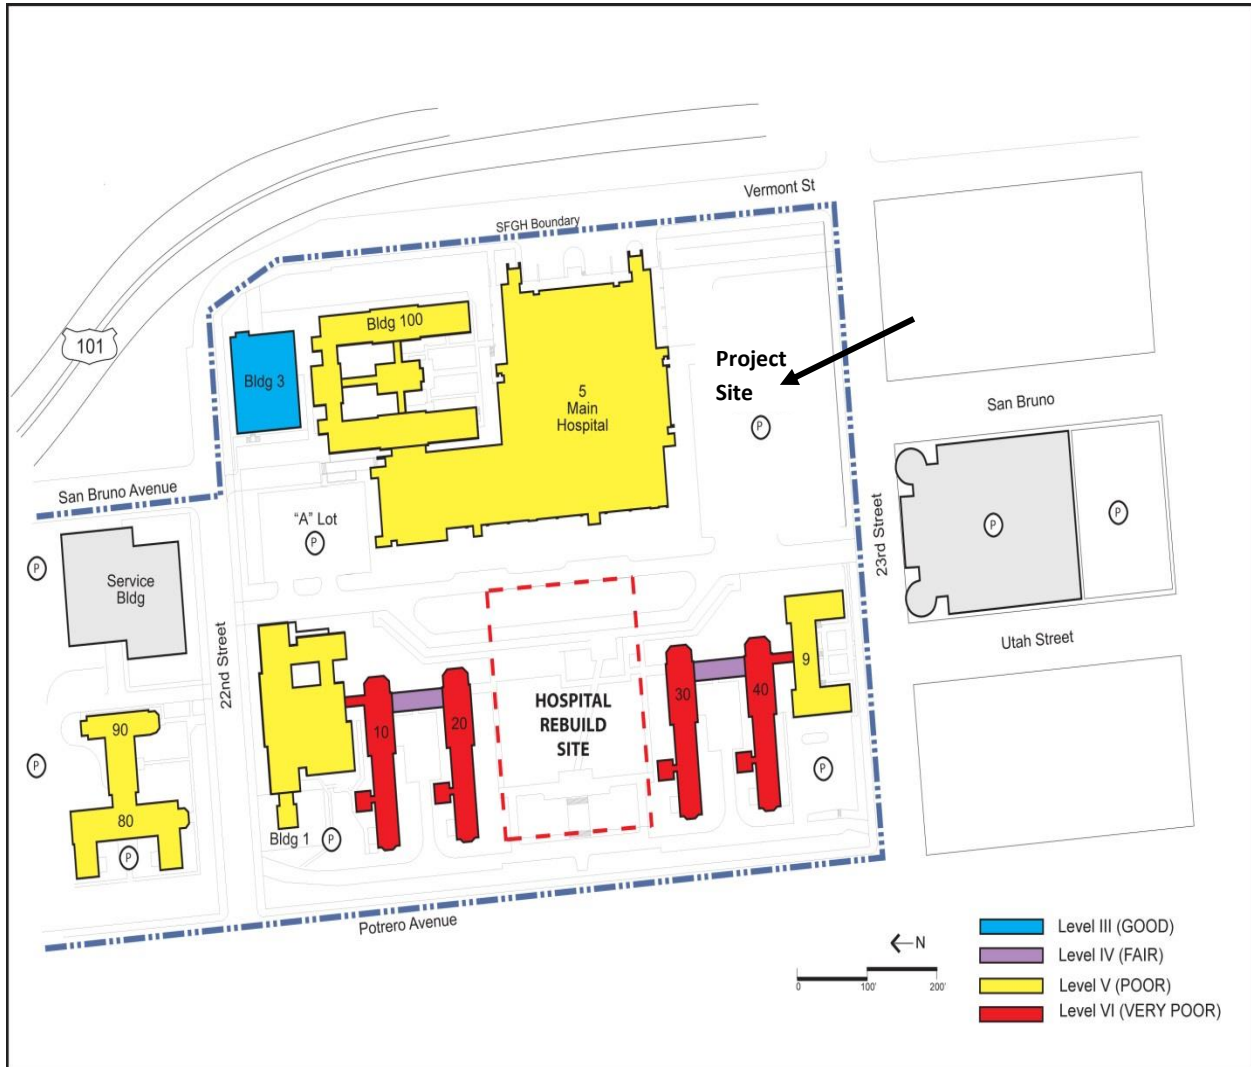 Vermont St
SFGH Boundary
101
Bldg 100
Bldg 3
5
Main
Hospital
Project
Site
P
San Bruno
San Bruno Avenue
"A" Lot
P
P
P
P
Service
Bldg
22nd Street
23rd Street
Utah Street
90
80
P
P
Bldg 1
P
10
20
HOSPITAL
REBUILD
SITE
30
40
9
P
Potrero Avenue
N
0 100' 200'
Level III (GOOD)
Level IV (FAIR)
Level V (POOR)
Level VI (VERY POOR)